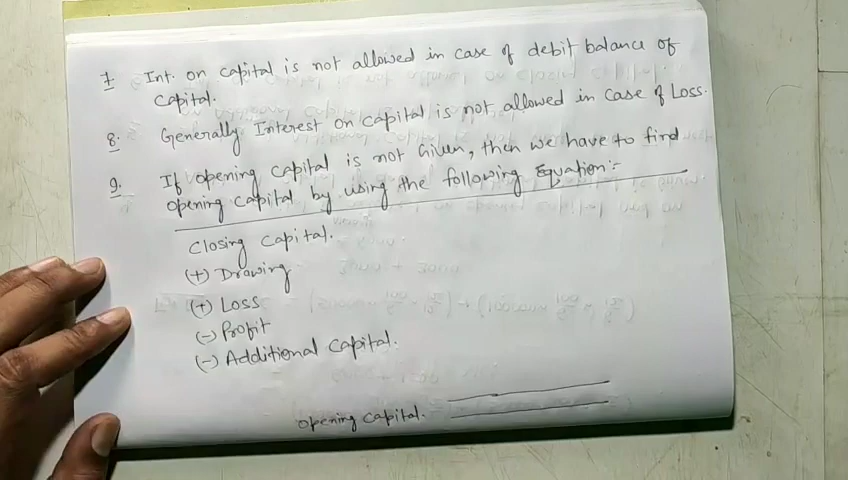 7. Int. on capital is not allowed in case of debit balance of
capital.
8. Generally Interest on capital is not allowed in case of Loss.
9. If opening capital is not Given, then we have to find
opening capital by using the following Equation:-
Closing Capital.
(+) Drawing
(+) Loss
(-) Profit
(-) Additional Capital.
Opening Capital.